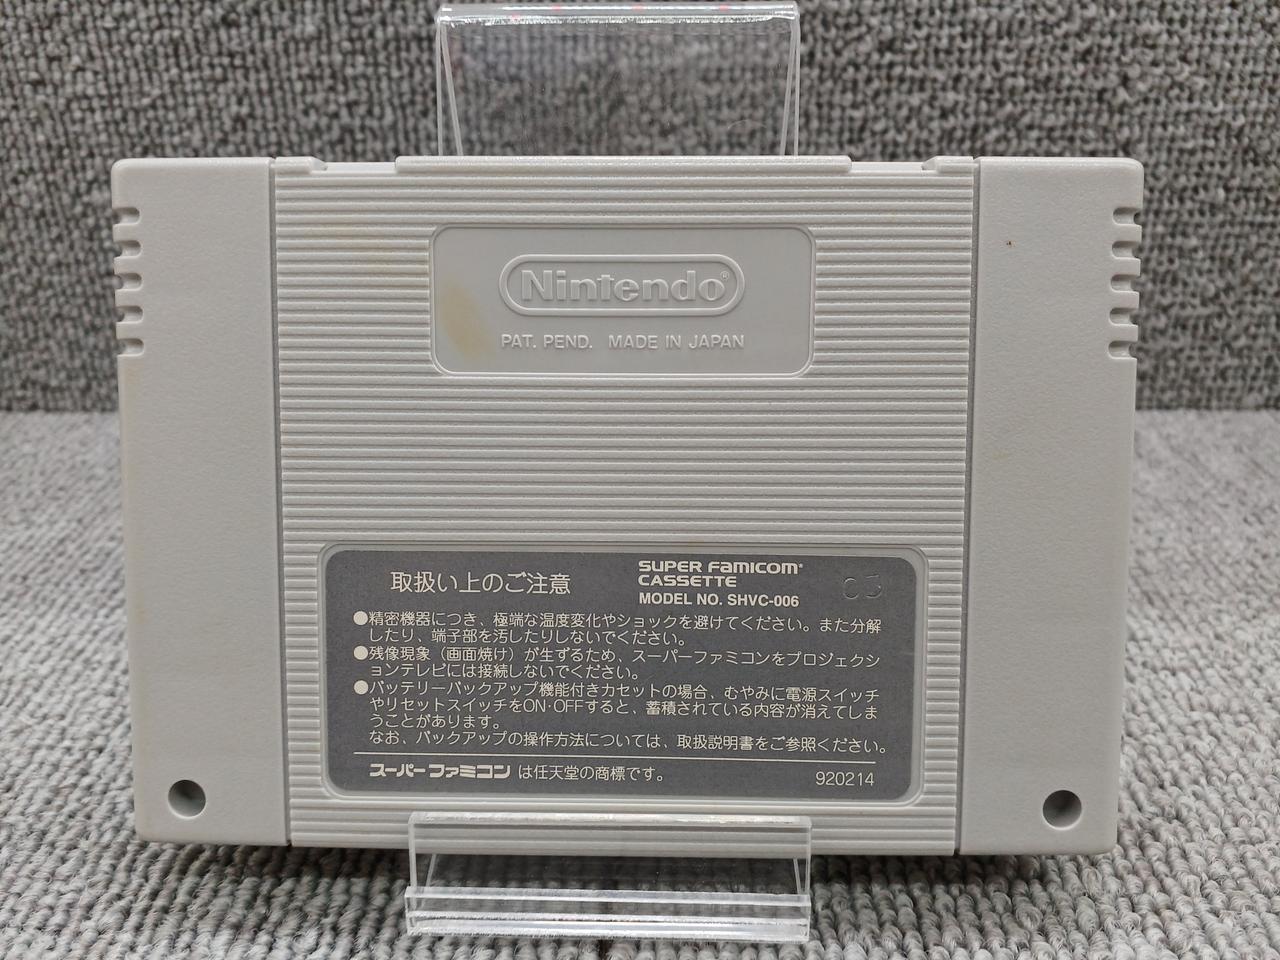 Nintendo®
PAT. PEND. MADE IN JAPAN
取扱い上のご注意
SUPER FAMICOM®
CASSETTE
MODEL NO. SHVC-006
●精密機器につき、極端な温度変化やショックを避けてください。また分解
したり、端子部を汚したりしないでください。
●残像現象（画面焼け）が生ずるため、スーパーファミコンをプロジェクシ
ョンテレビには接続しないでください。
●バッテリーバックアップ機能付きカセットの場合、むやみに電源スイッチ
やリセットスイッチをON・OFFすると、蓄積されている内容が消えてしま
うことがあります。
なお、バックアップの操作方法については、取扱説明書をご参照ください。
スーパーファミコン は任天堂の商標です。
920214